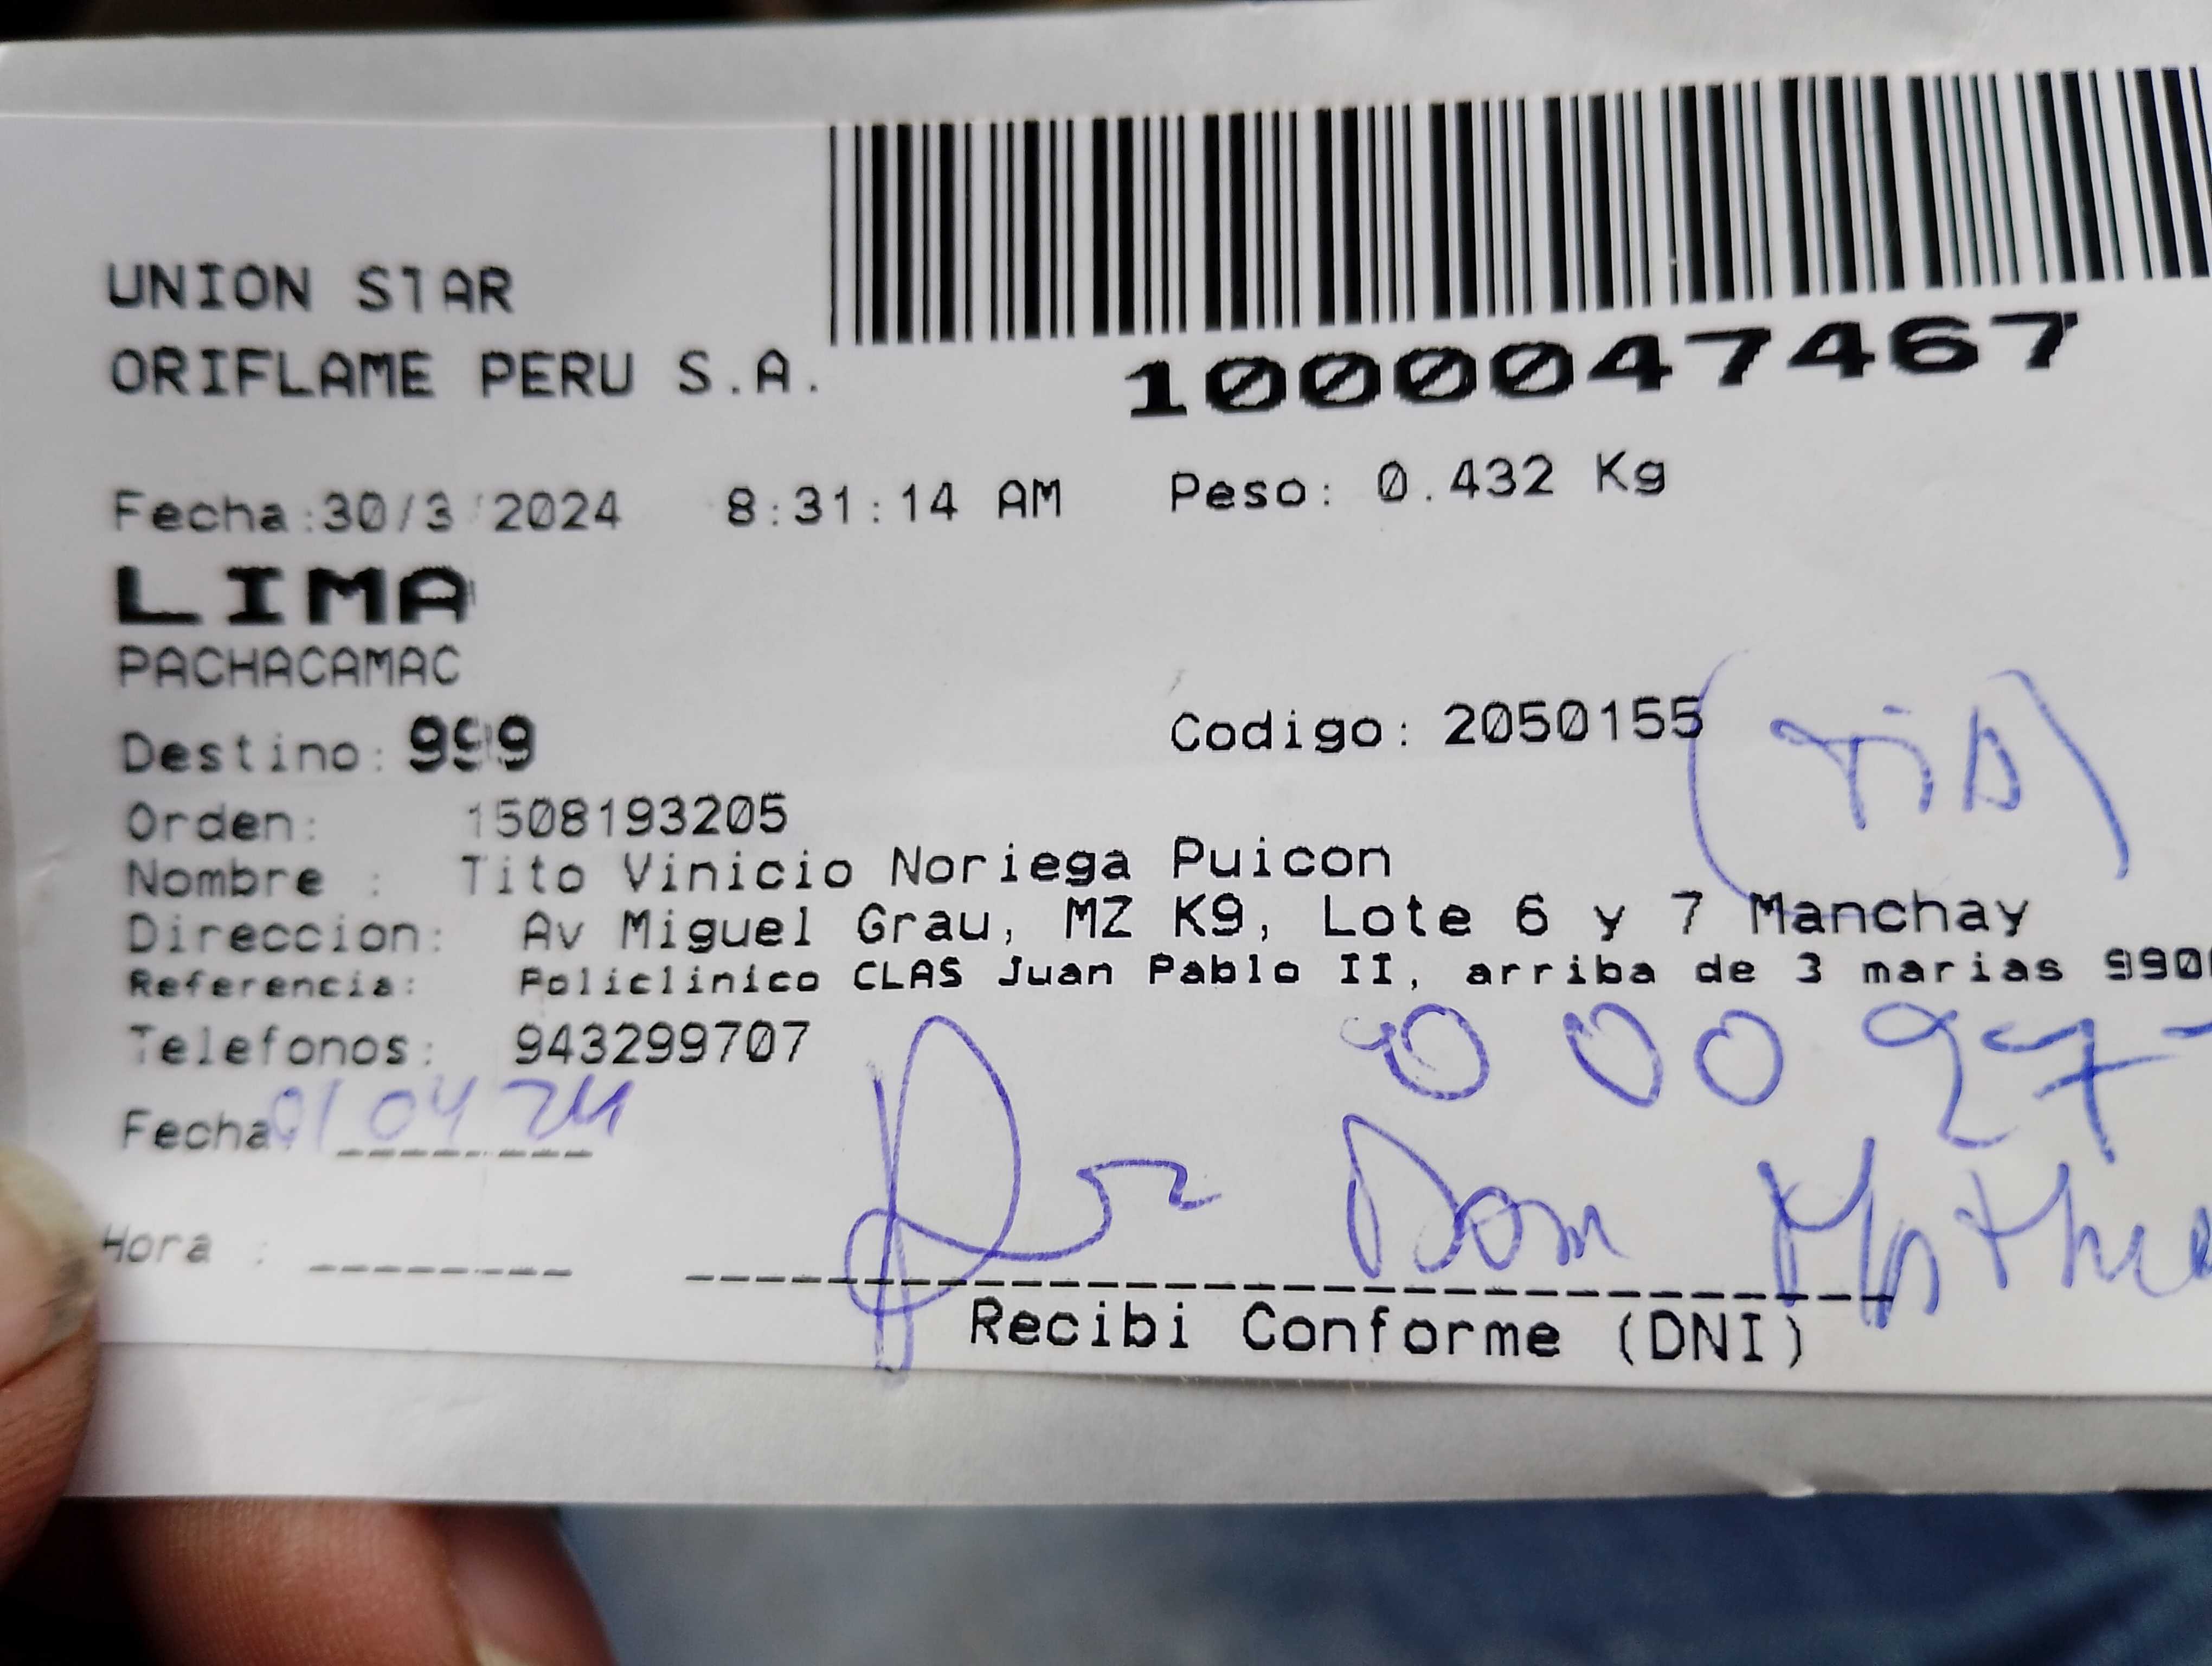 UNION STAR
ORIFLAME PERU S.A.
1000047467
Fecha:30/3/2024 8:31:14 AM Peso: 0.432 Kg
LIMA
PACHACAMAC
Destino: 999 Codigo: 2050155
Orden: 1508193205
Nombre : Tito Vinicio Noriega Puicon
Direccion: Av Miguel Grau, MZ K9, Lote 6 y 7 Manchay
Referencia: Policlinico CLAS Juan Pablo II, arriba de 3 marias 990
Telefonos: 943299707
Fecha: 01 04 24
Hora :
Recibi Conforme (DNI)